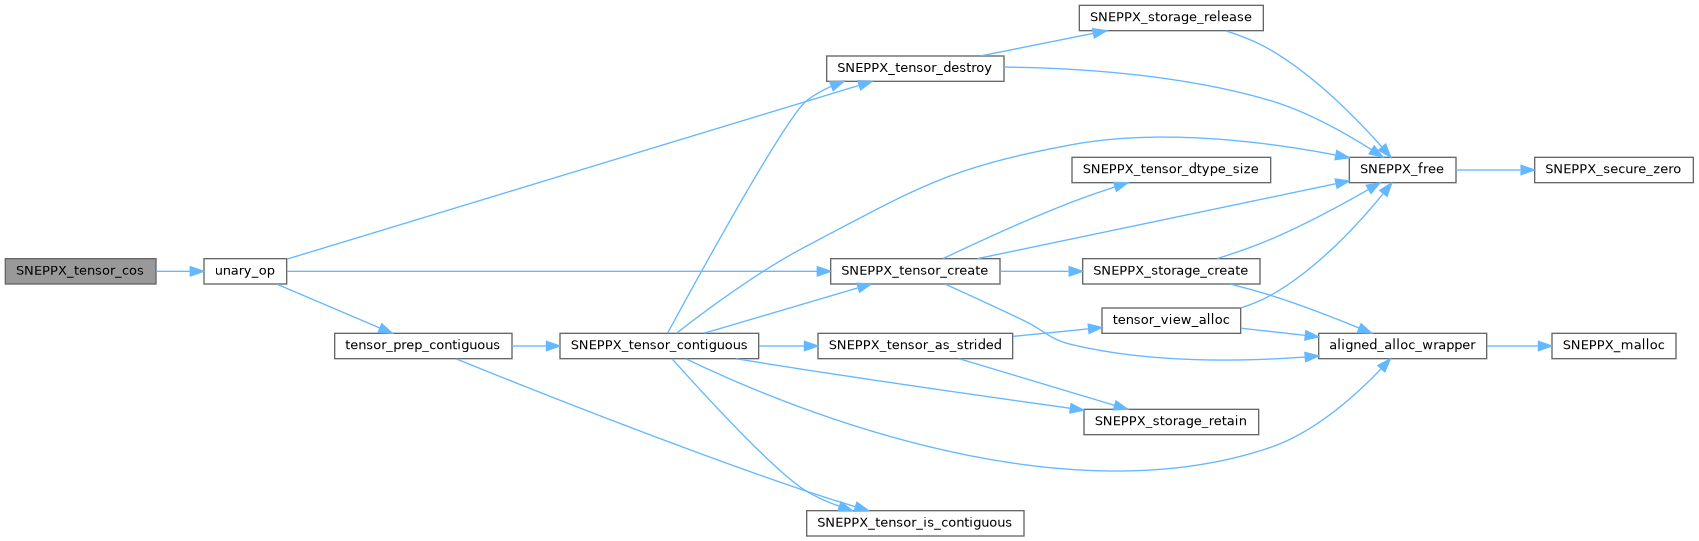 SNEPPX_storage_release
SNEPPX_tensor_destroy
SNEPPX_tensor_dtype_size
SNEPPX_free
SNEPPX_secure_zero
SNEPPX_tensor_cos
unary_op
SNEPPX_tensor_create
SNEPPX_storage_create
tensor_view_alloc
tensor_prep_contiguous
SNEPPX_tensor_contiguous
SNEPPX_tensor_as_strided
aligned_alloc_wrapper
SNEPPX_malloc
SNEPPX_storage_retain
SNEPPX_tensor_is_contiguous